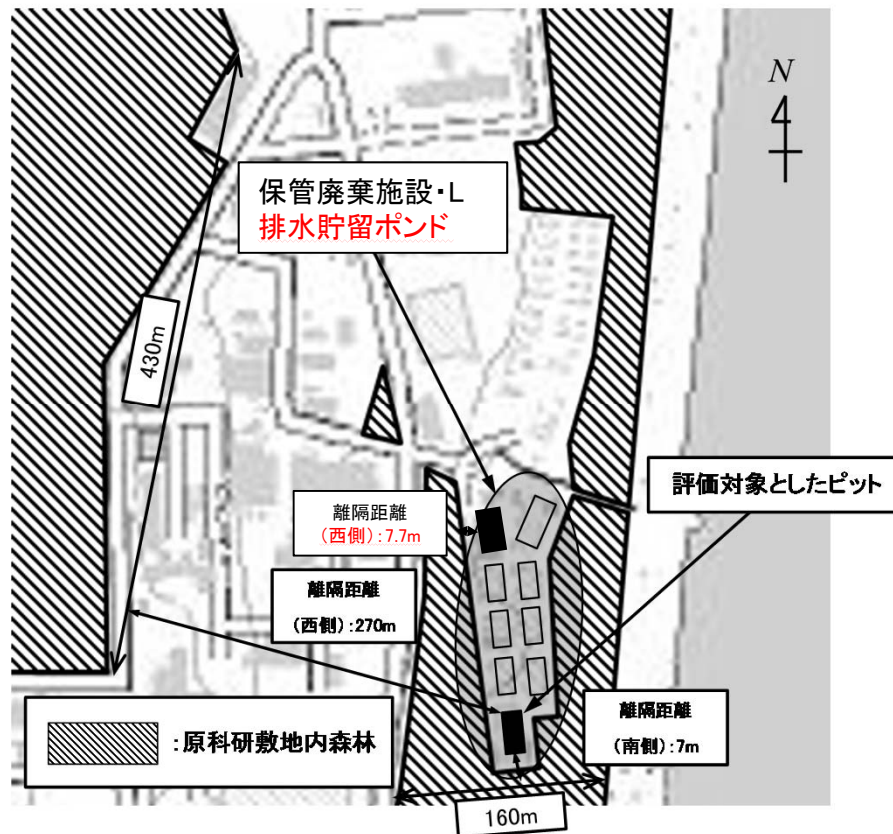 N
保管廃棄施設・L
排水貯留ポンド
430m
評価対象としたピット
離隔距離
(西側):7.7m
離隔距離
(西側):270m
離隔距離
(南側):7m
:原科研敷地内森林
160m